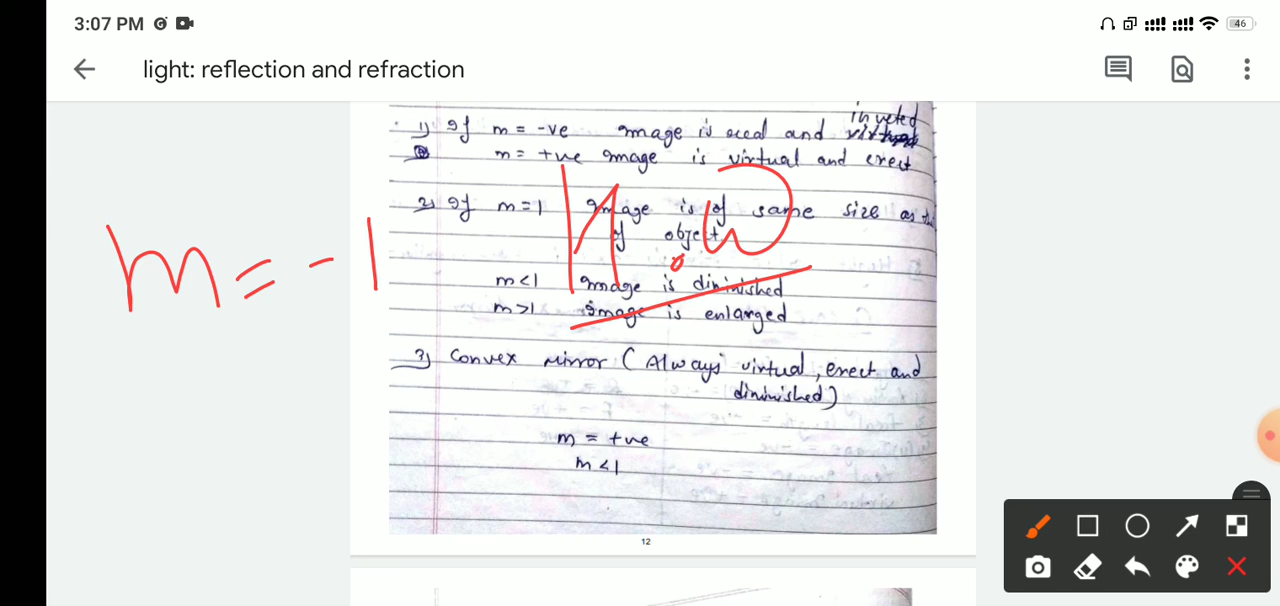 3:07 PM
46
light: reflection and refraction
inveted
1) If m = -ve Image is real and
m = +ve Image is virtual and erect
2) If m=1 Image is of same size as
of object
m<1 Image is diminished
m>1 Image is enlarged
3) Convex mirror (Always virtual, erect and
diminished)
m = +ve
m <1
m = -1
12